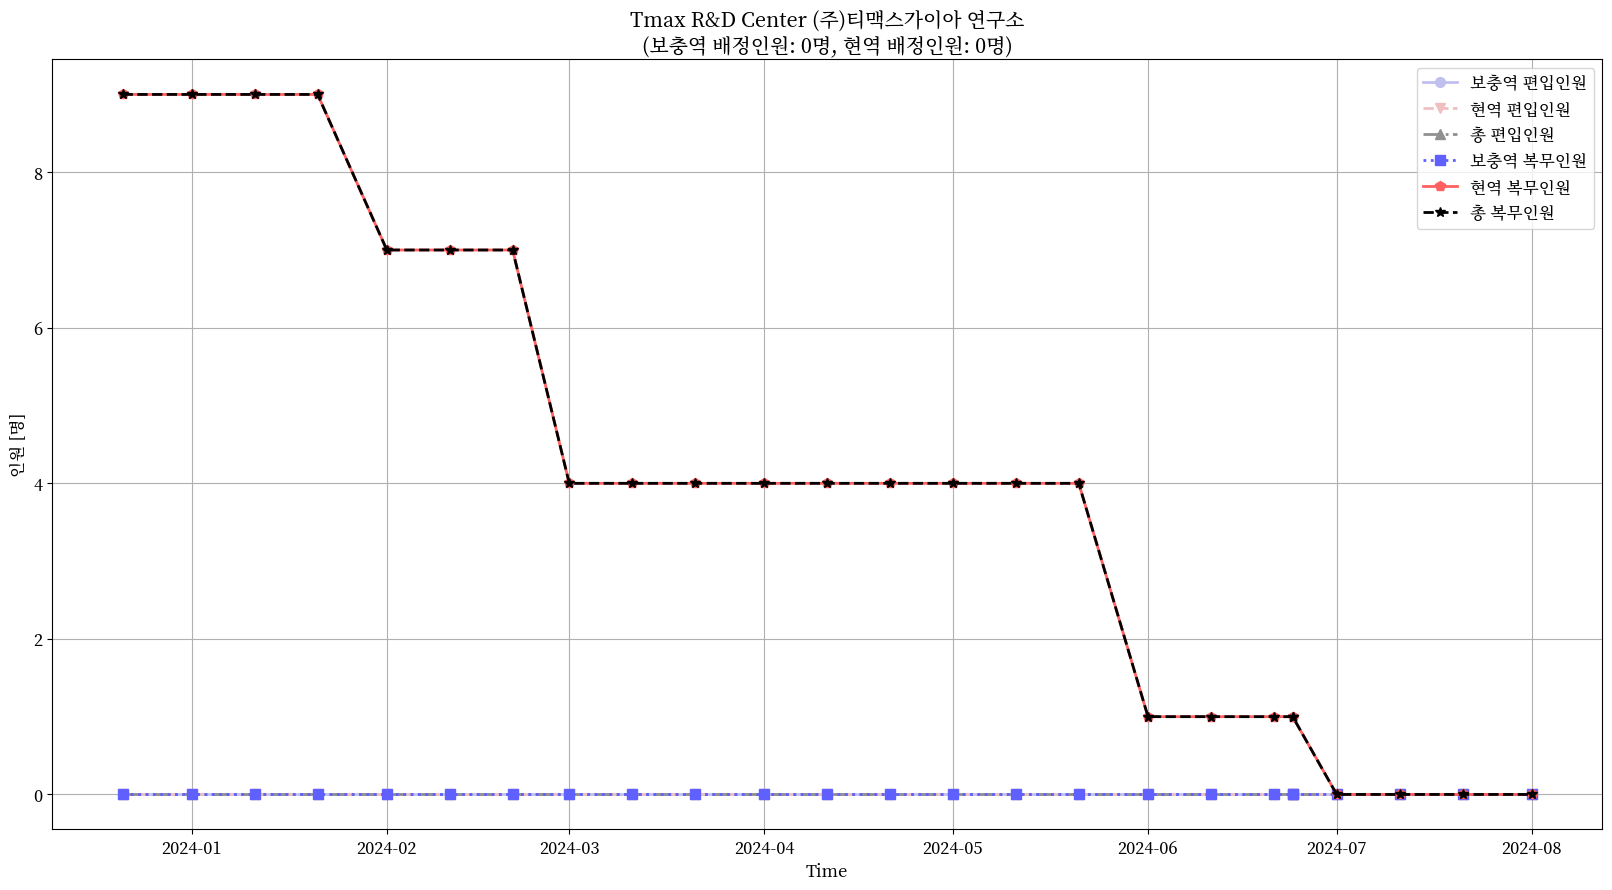 Tmax R&D Center (주)티맥스가이아 연구소
(보충역 배정인원: 0명, 현역 배정인원: 0명)
보충역 편입인원
현역 편입인원
총 편입인원
보충역 복무인원
현역 복무인원
총 복무인원
인원 [명]
8
6
4
2
0
2024-01 2024-02 2024-03 2024-04 2024-05 2024-06 2024-07 2024-08
Time